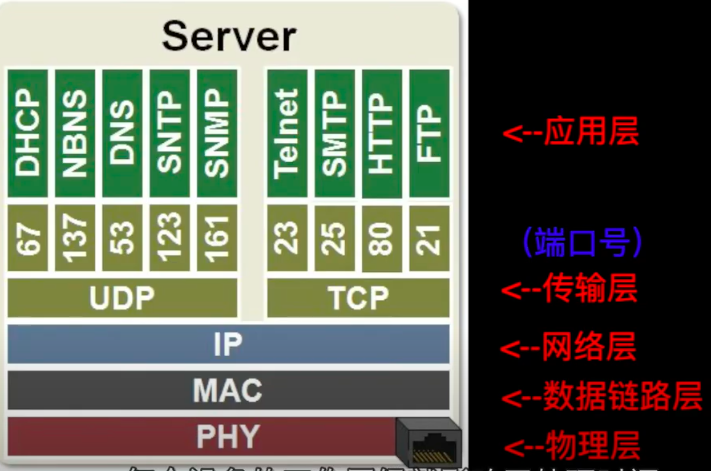 Server
DHCP NBNS DNS SNTP SNMP Telnet SMTP HTTP FTP
<--应用层
67 137 53 123 161 23 25 80 21
(端口号)
UDP TCP
<--传输层
IP
<--网络层
MAC
<--数据链路层
PHY
<--物理层